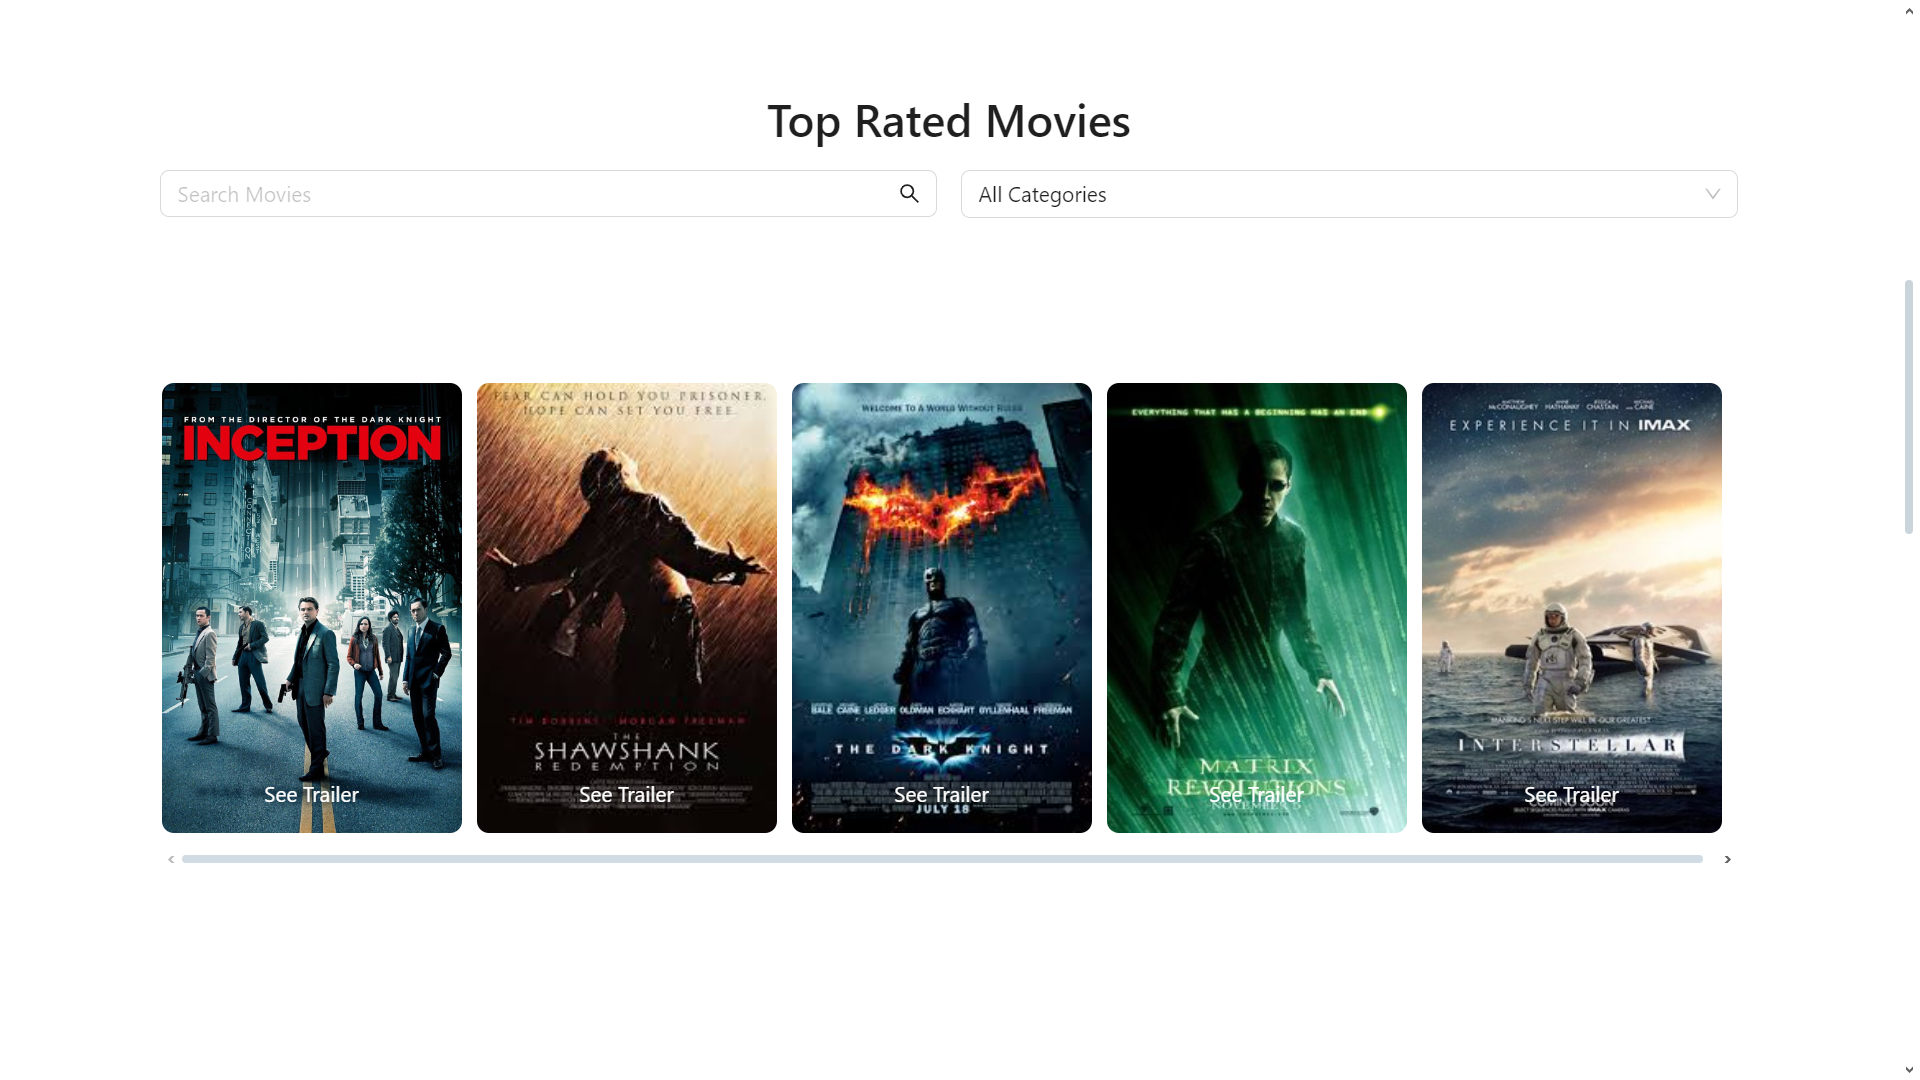 Top Rated Movies
Search Movies
All Categories
FROM THE DIRECTOR OF THE DARK KNIGHT
INCEPTION
See Trailer
FEAR CAN HOLD YOU PRISONER.
HOPE CAN SET YOU FREE.
TIM ROBBINS MORGAN FREEMAN
THE
SHAWSHANK
REDEMPTION
See Trailer
WELCOME TO A WORLD WITHOUT RULES
BALE CAINE LEDGER OLDMAN ECKHART GYLLENHAAL FREEMAN
THE DARK KNIGHT
See Trailer
JULY 18
EVERYTHING THAT HAS A BEGINNING HAS AN END
MATRIX
REVOLUTIONS
See Trailer
NOVEMBER 5
MATTHEW McCONAUGHEY ANNE HATHAWAY JESSICA CHASTAIN AND MICHAEL CAINE
EXPERIENCE IT IN IMAX
MANKIND'S NEXT STEP WILL BE OUR GREATEST
INTERSTELLAR
See Trailer
COMING SOON